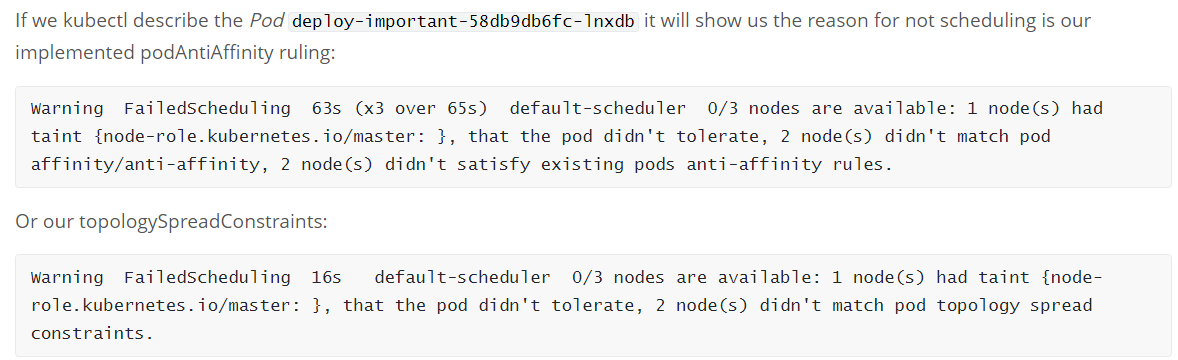 If we kubectl describe the Pod deploy-important-58db9db6fc-lnxdb it will show us the reason for not scheduling is our
implemented podAntiAffinity ruling:
Warning  FailedScheduling  63s (x3 over 65s)  default-scheduler  0/3 nodes are available: 1 node(s) had
taint {node-role.kubernetes.io/master: }, that the pod didn't tolerate, 2 node(s) didn't match pod
affinity/anti-affinity, 2 node(s) didn't satisfy existing pods anti-affinity rules.
Or our topologySpreadConstraints:
Warning  FailedScheduling  16s   default-scheduler  0/3 nodes are available: 1 node(s) had taint {node-
role.kubernetes.io/master: }, that the pod didn't tolerate, 2 node(s) didn't match pod topology spread
constraints.